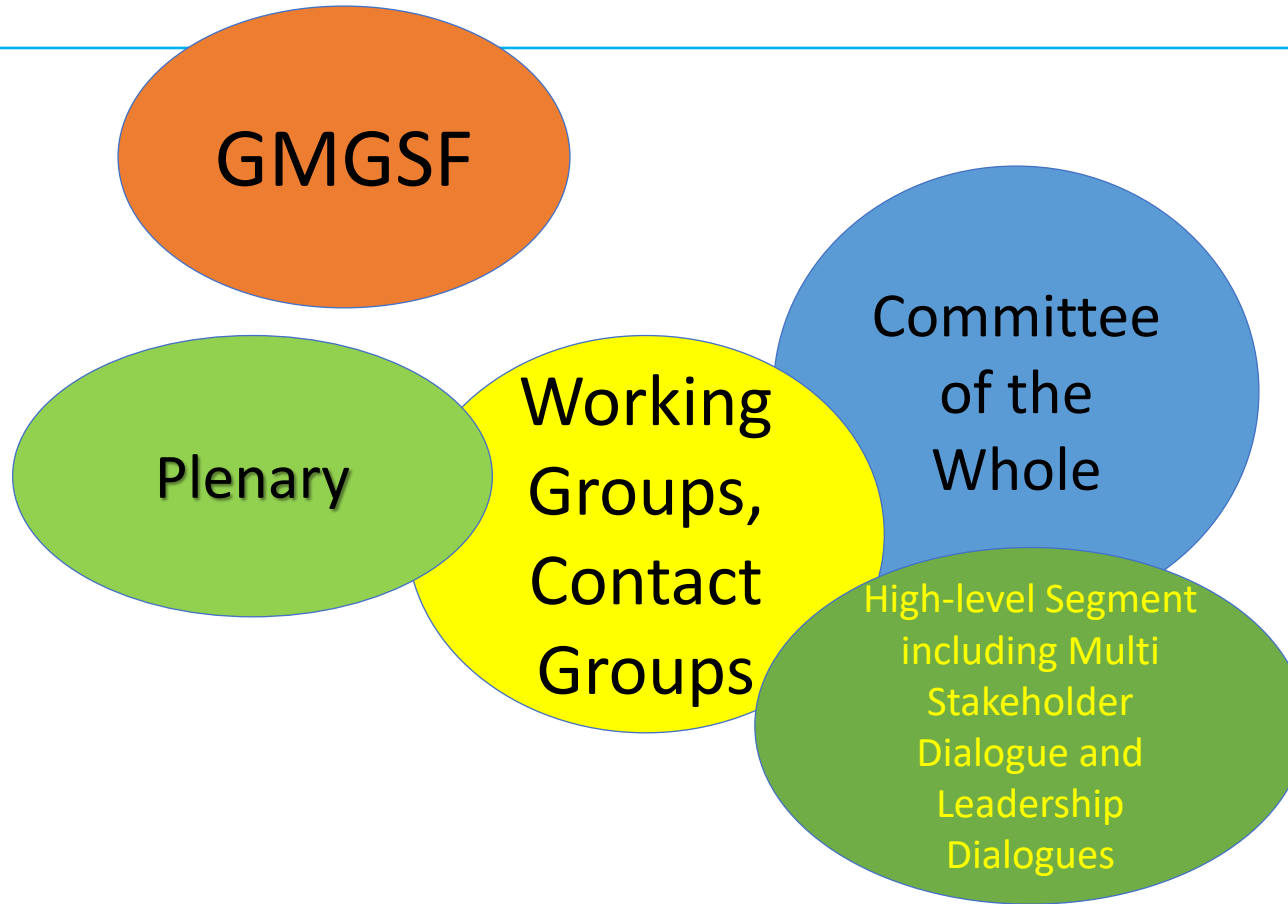 GMGSF
Plenary
Working
Groups,
Contact
Groups
Committee
of the
Whole
High-level Segment
including Multi
Stakeholder
Dialogue and
Leadership
Dialogues